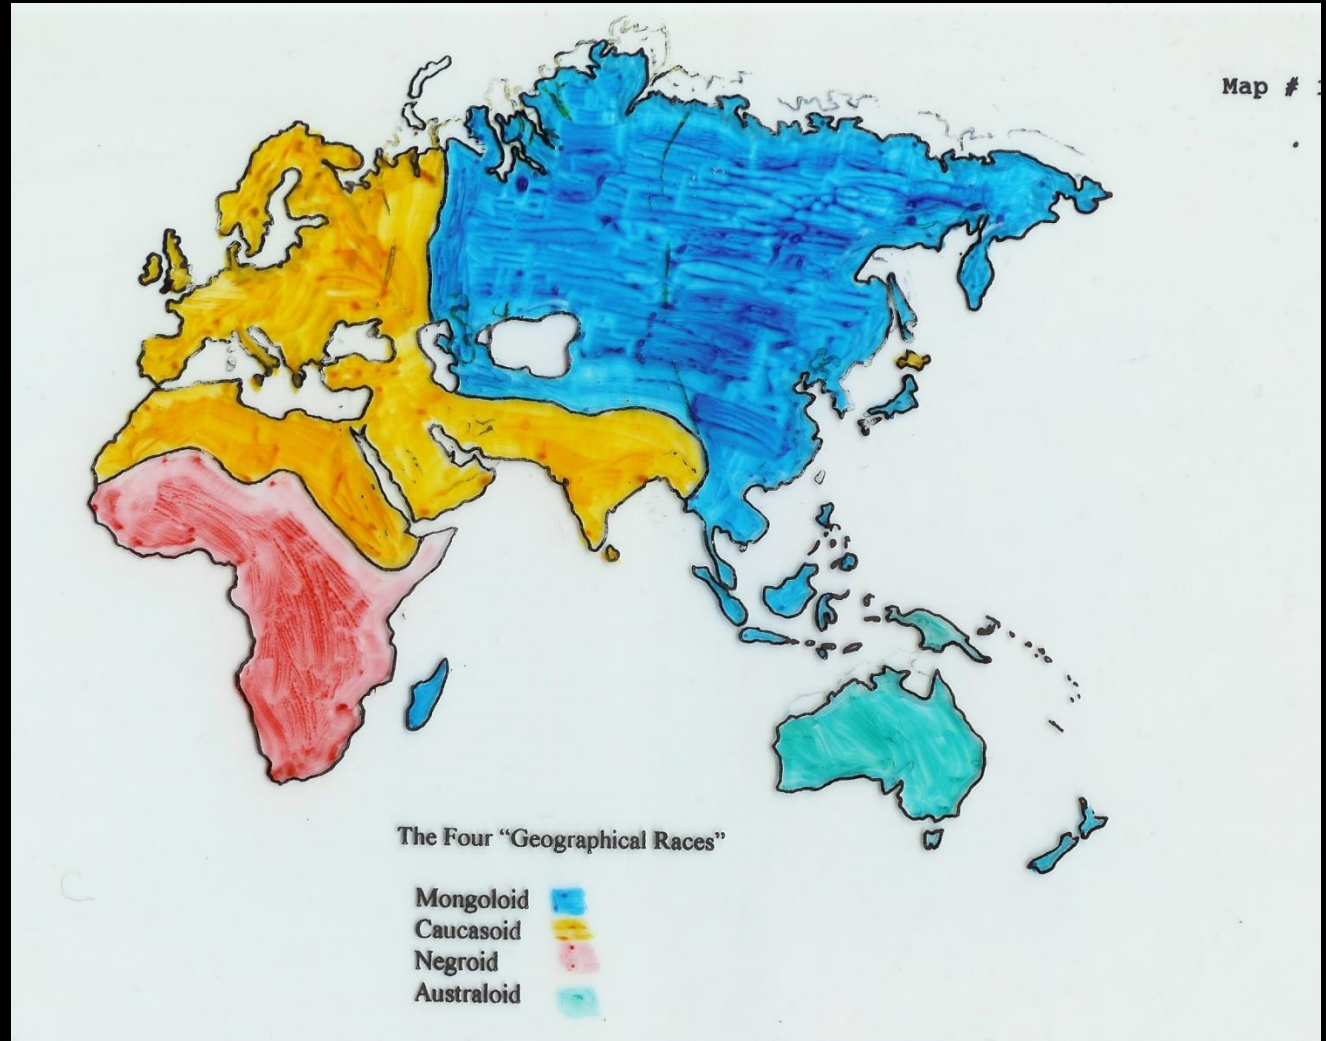 Map #
The Four “Geographical Races”
Mongoloid
Caucasoid
Negroid
Australoid